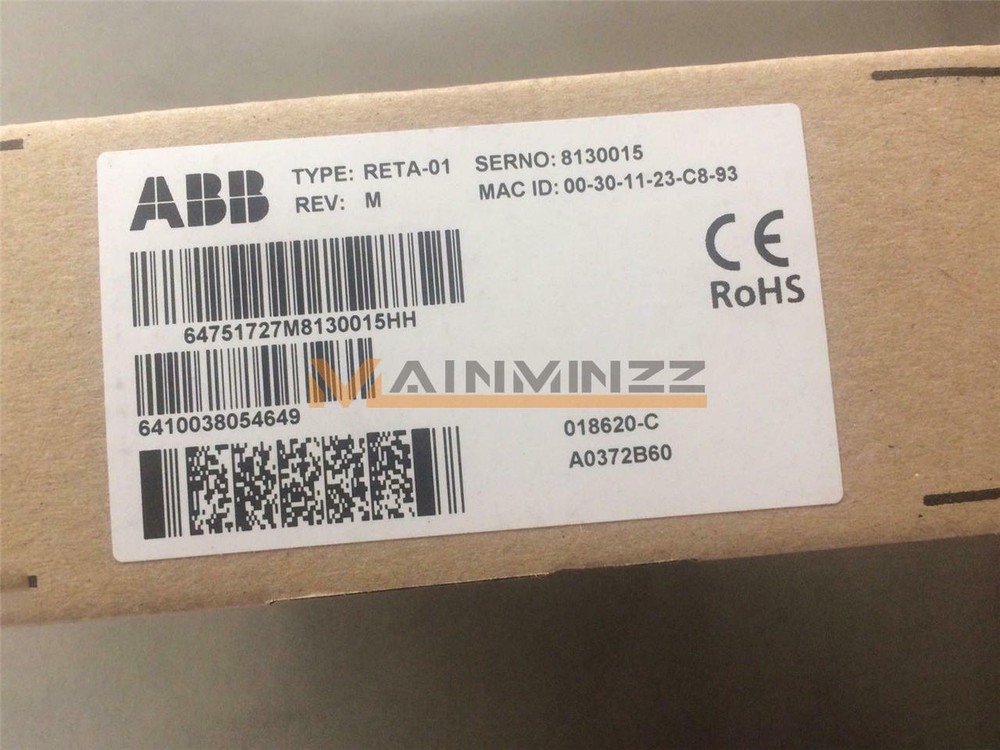 ABB
TYPE: RETA-01
REV: M
SERNO: 8130015
MAC ID: 00-30-11-23-C8-93
CE
RoHS
64751727M8130015HH
6410038054649
MAINMINZZ
018620-C
A0372B60